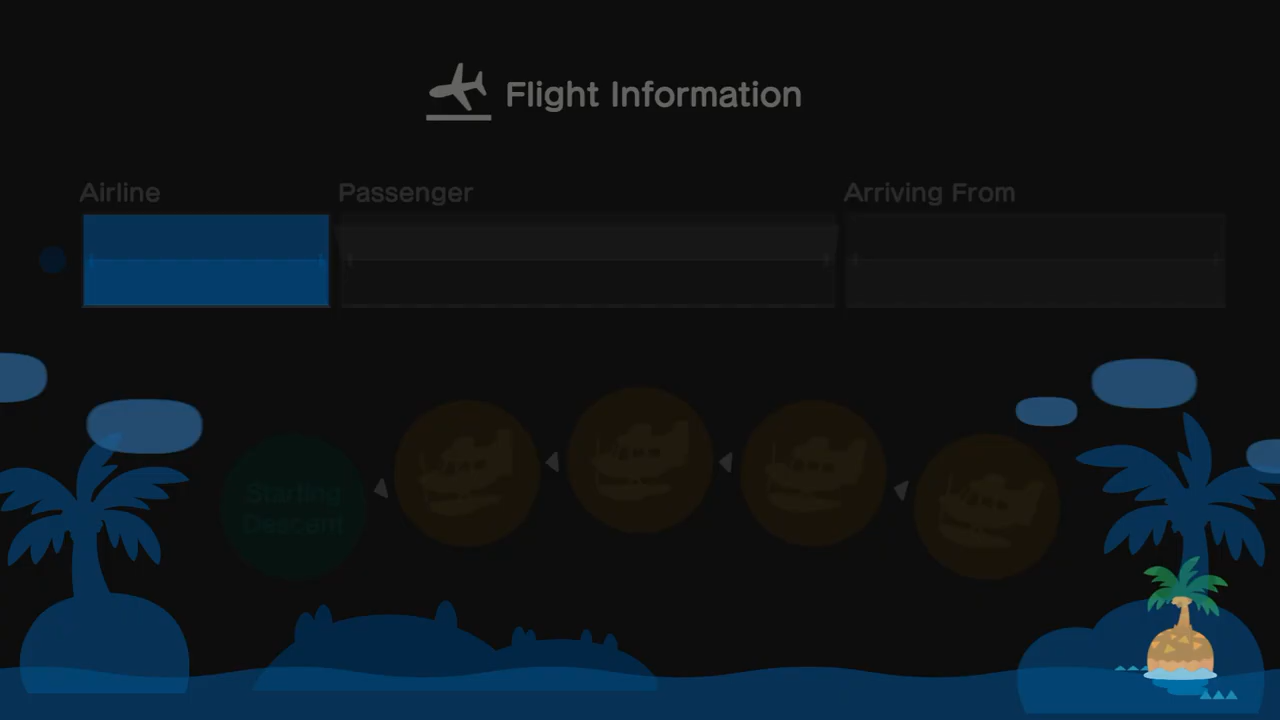 Flight Information
Airline
Passenger
Arriving From
Starting
Descent